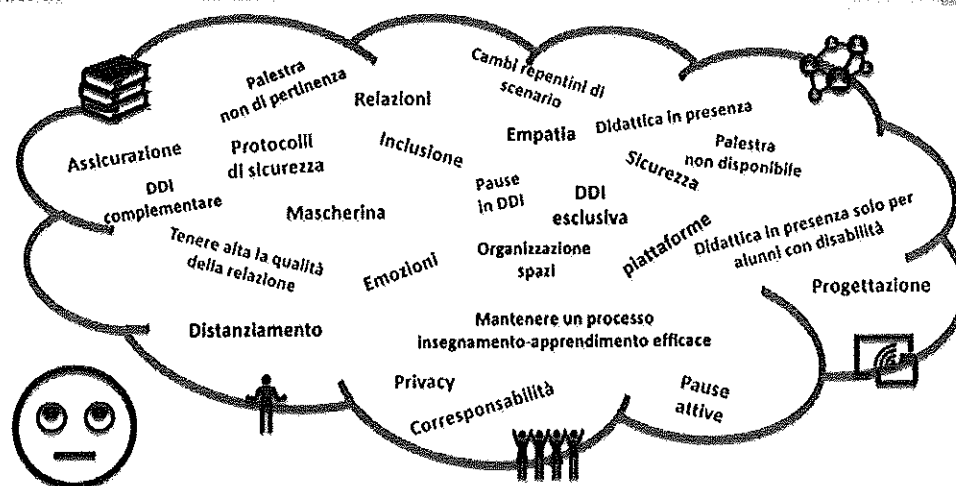 Palestra
non di pertinenza
Relazioni
Cambi repentini di
scenario
Empatia
Didattica in presenza
Assicurazione
Protocolli
di sicurezza
Inclusione
Sicurezza
Palestra
non disponibile
DDI
complementare
Mascherina
Pause
in DDI
DDI
esclusiva
Tenere alta la qualità
della relazione
Emozioni
Organizzazione
spazi
piattaforme
Didattica in presenza solo per
alunni con disabilità
Progettazione
Distanziamento
Mantenere un processo
insegnamento-apprendimento efficace
Privacy
Corresponsabilità
Pause
attive